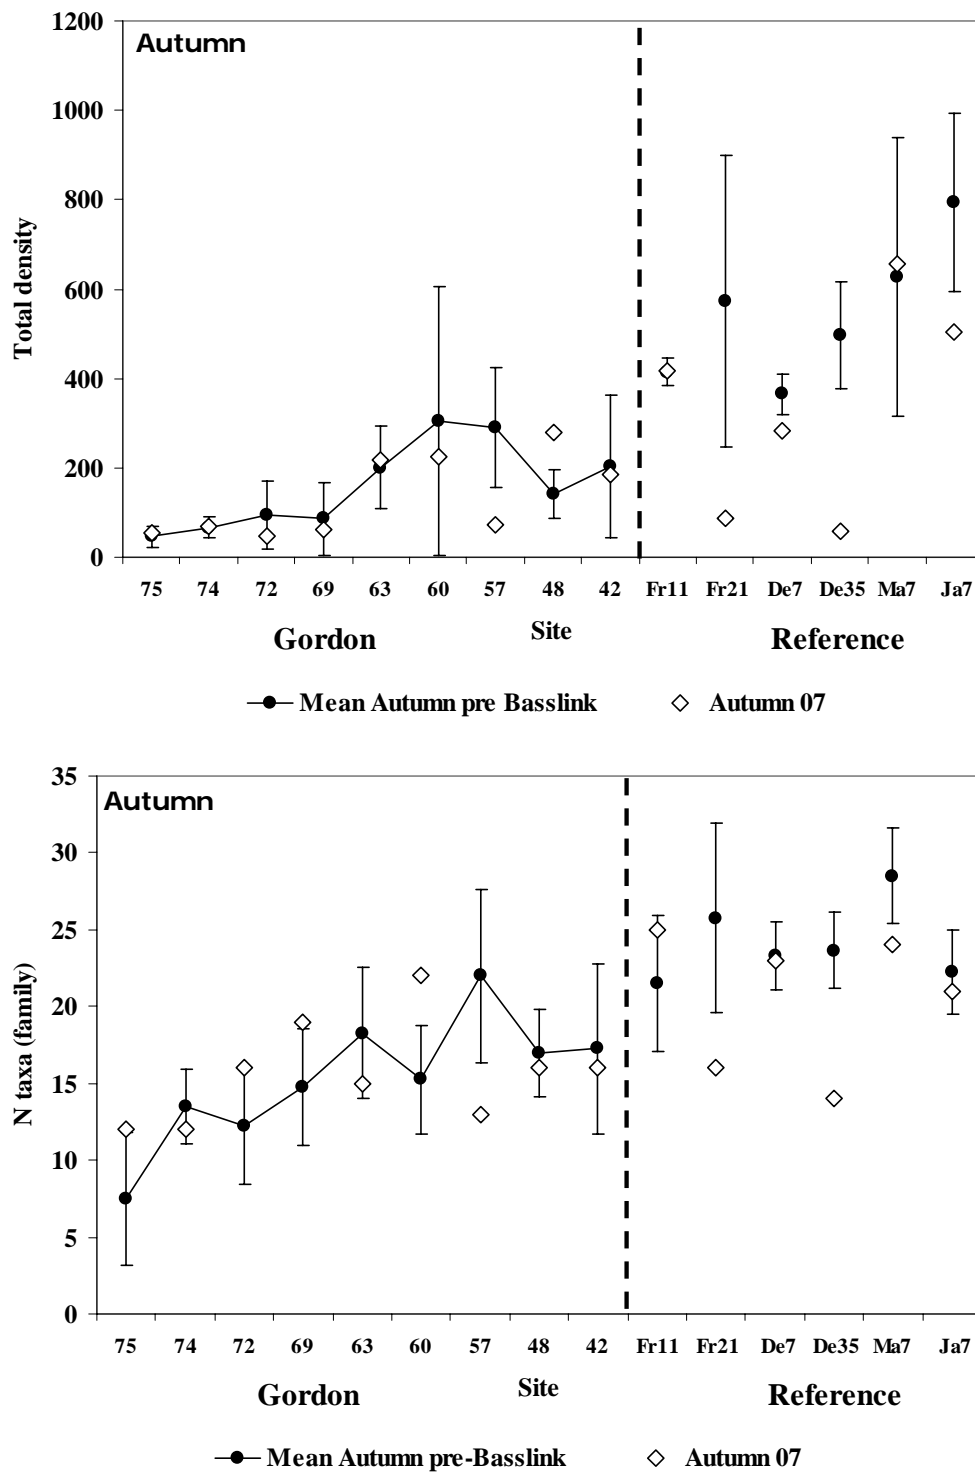 1200
Autumn
1000
800
600
400
200
0
Total density
75 74 72 69 63 60 57 48 42 Fr11 Fr21 De7 De35 Ma7 Ja7
Gordon Site Reference
Mean Autumn pre Basslink Autumn 07
35
Autumn
30
25
20
15
10
5
0
N taxa (family)
75 74 72 69 63 60 57 48 42 Fr11 Fr21 De7 De35 Ma7 Ja7
Gordon Site Reference
Mean Autumn pre-Basslink Autumn 07